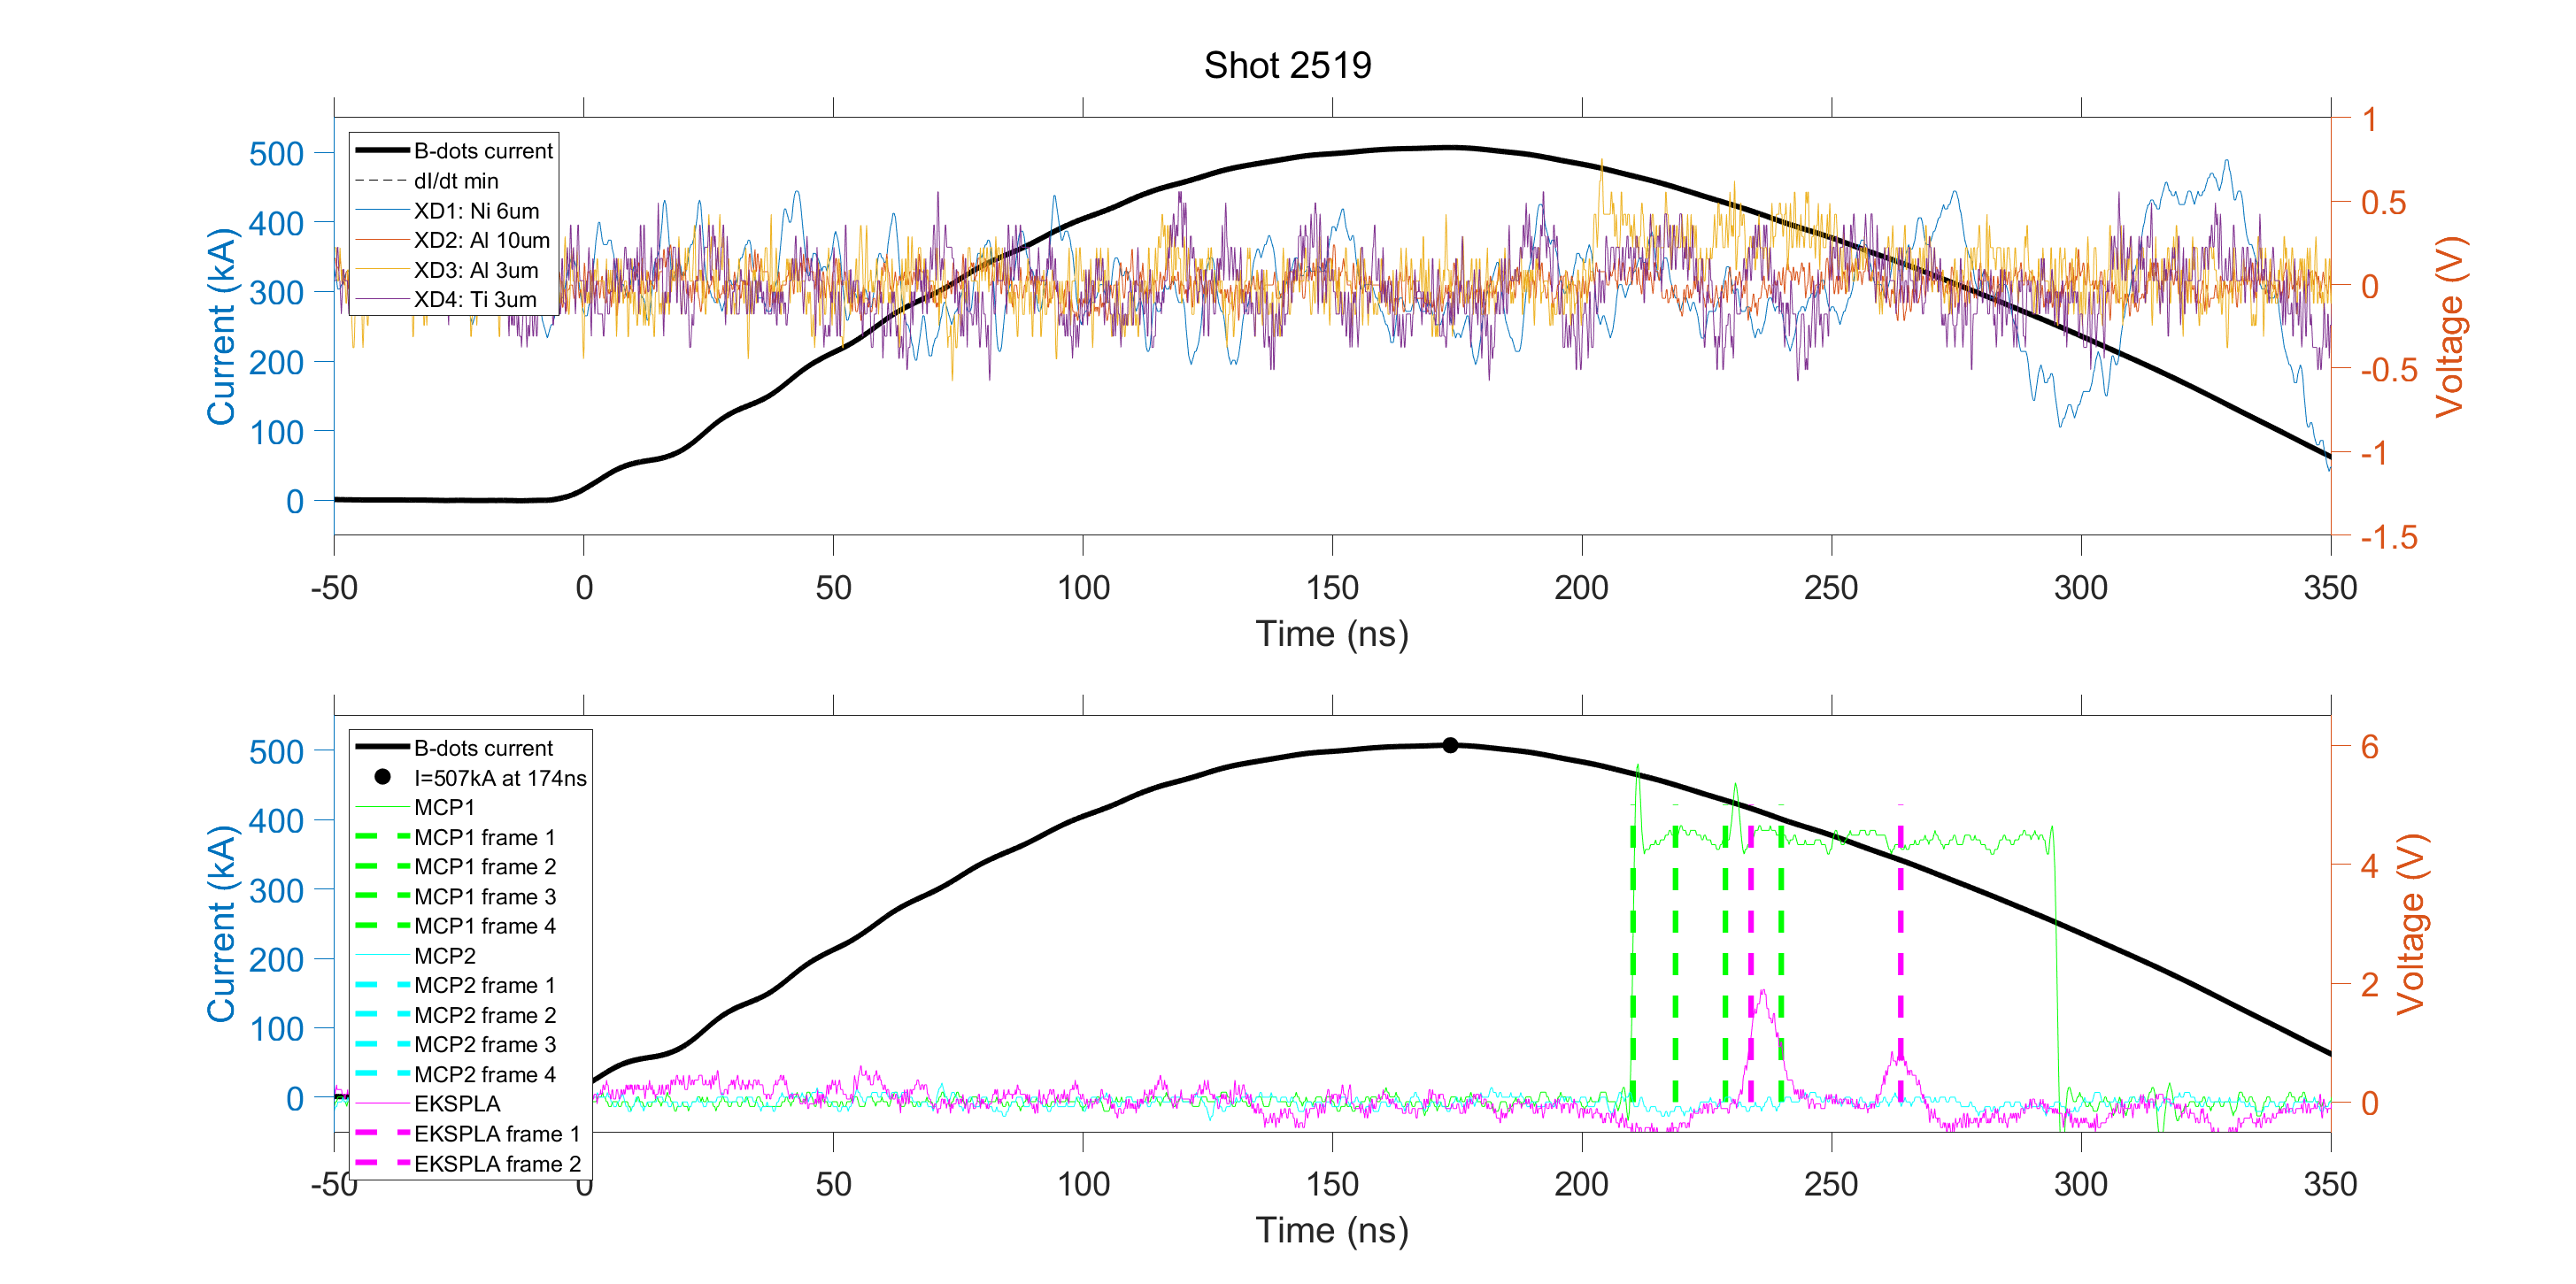 Shot 2519
500
400
300
200
100
0
Current (kA)
B-dots current
dI/dt min
XD1: Ni 6um
XD2: Al 10um
XD3: Al 3um
XD4: Ti 3um
1
0.5
0
-0.5
-1
-1.5
Voltage (V)
-50 0 50 100 150 200 250 300 350
Time (ns)
500
400
300
200
100
0
Current (kA)
B-dots current
I=507kA at 174ns
MCP1
MCP1 frame 1
MCP1 frame 2
MCP1 frame 3
MCP1 frame 4
MCP2
MCP2 frame 1
MCP2 frame 2
MCP2 frame 3
MCP2 frame 4
EKSPLA
EKSPLA frame 1
EKSPLA frame 2
6
4
2
0
Voltage (V)
-50 0 50 100 150 200 250 300 350
Time (ns)